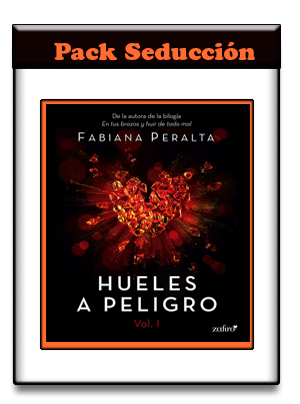 Pack Seducción
De la autora de la bilogía
En tus brazos y huir de todo mal
FABIANA PERALTA
HUELES
A PELIGRO
Vol. I
zafiro